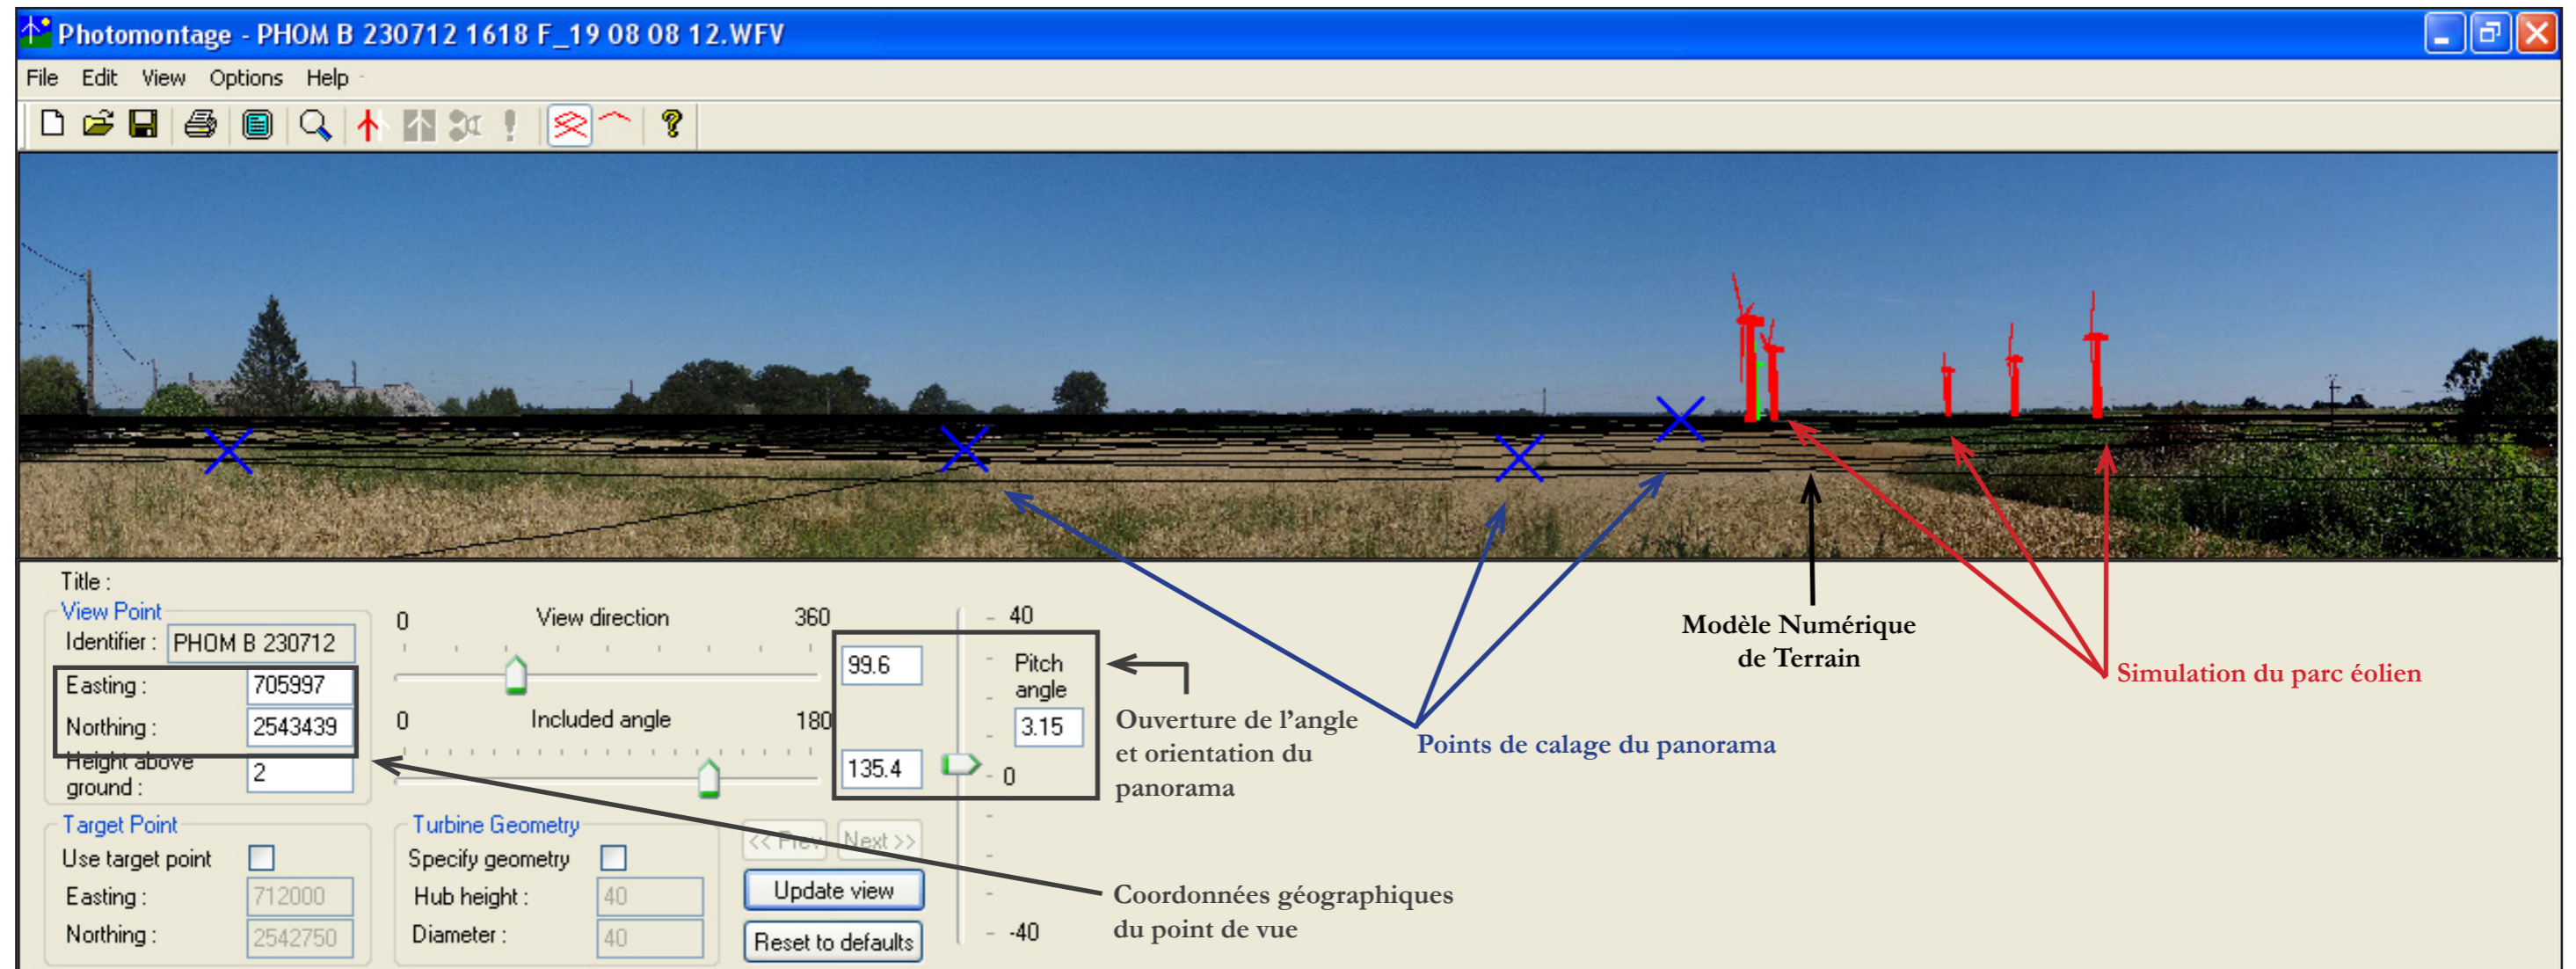 Photomontage - PHOM B 230712 1618 F_19 08 08 12.WFV
File Edit View Options Help
Title :
View Point
Identifier : PHOM B 230712
Easting : 705997
Northing : 2543439
Height above
ground : 2
0 View direction 360
99.6
0 Included angle 180
135.4
40
Pitch
angle
3.15
0
-40
Target Point
Use target point
Easting : 712000
Northing : 2542750
Turbine Geometry
Specify geometry
Hub height : 40
Diameter : 40
<< Prev Next >>
Update view
Reset to defaults
Ouverture de l'angle
et orientation du
panorama
Coordonnées géographiques
du point de vue
Points de calage du panorama
Modèle Numérique
de Terrain
Simulation du parc éolien